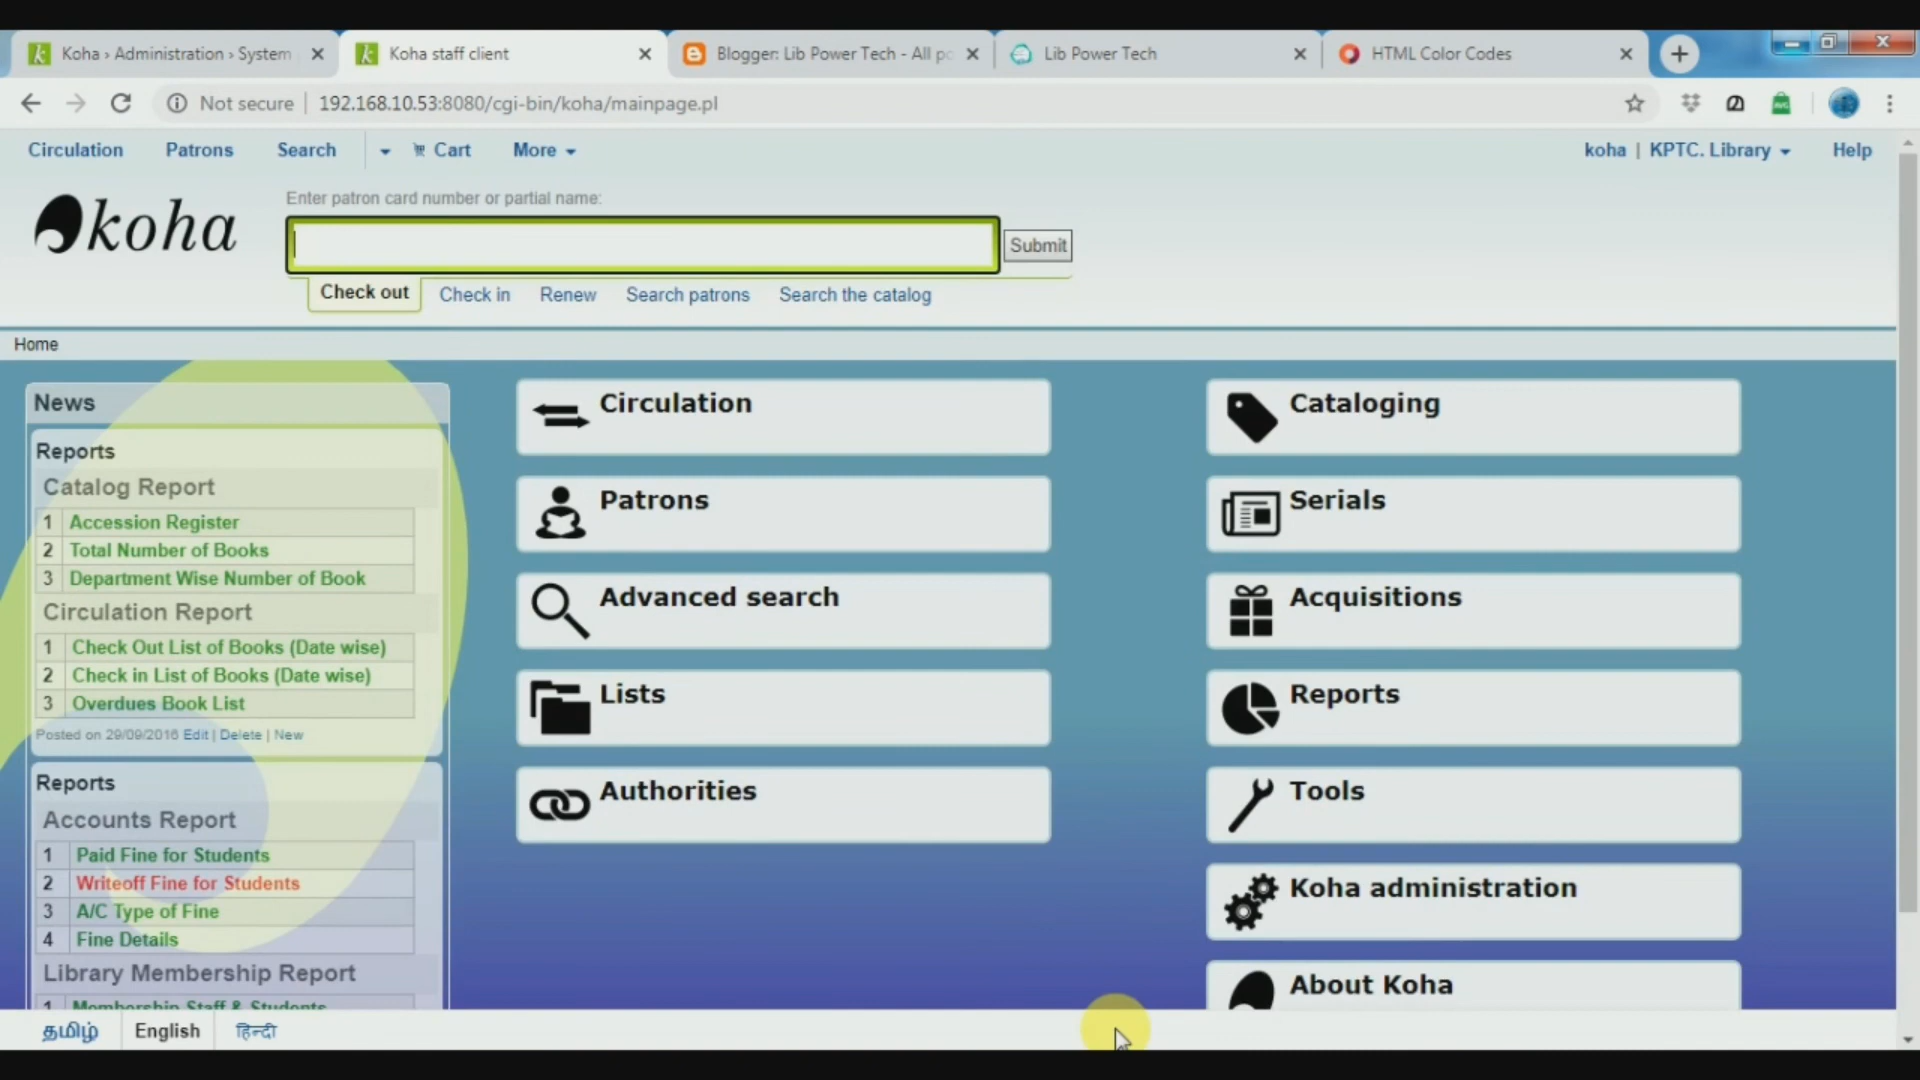 Koha › Administration › System
Koha staff client
Blogger: Lib Power Tech - All po
Lib Power Tech
HTML Color Codes
Not secure | 192.168.10.53:8080/cgi-bin/koha/mainpage.pl
Circulation Patrons Search Cart More koha | KPTC. Library Help
koha
Enter patron card number or partial name:
Submit
Check out Check in Renew Search patrons Search the catalog
Home
News
Reports
Catalog Report
1 Accession Register
2 Total Number of Books
3 Department Wise Number of Book
Circulation Report
1 Check Out List of Books (Date wise)
2 Check in List of Books (Date wise)
3 Overdues Book List
Posted on 29/09/2016 Edit | Delete | New
Reports
Accounts Report
1 Paid Fine for Students
2 Writeoff Fine for Students
3 A/C Type of Fine
4 Fine Details
Library Membership Report
1 Membership Staff & Students
Circulation
Patrons
Advanced search
Lists
Authorities
Cataloging
Serials
Acquisitions
Reports
Tools
Koha administration
About Koha
தமிழ் English हिन्दी